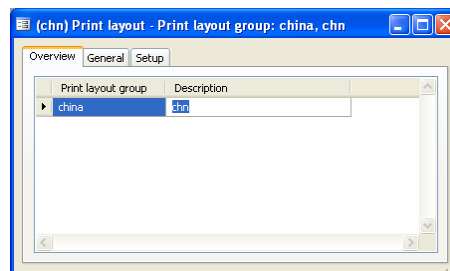 (chn) Print layout - Print layout group: china, chn
Overview General Setup
Print layout group Description
china chn